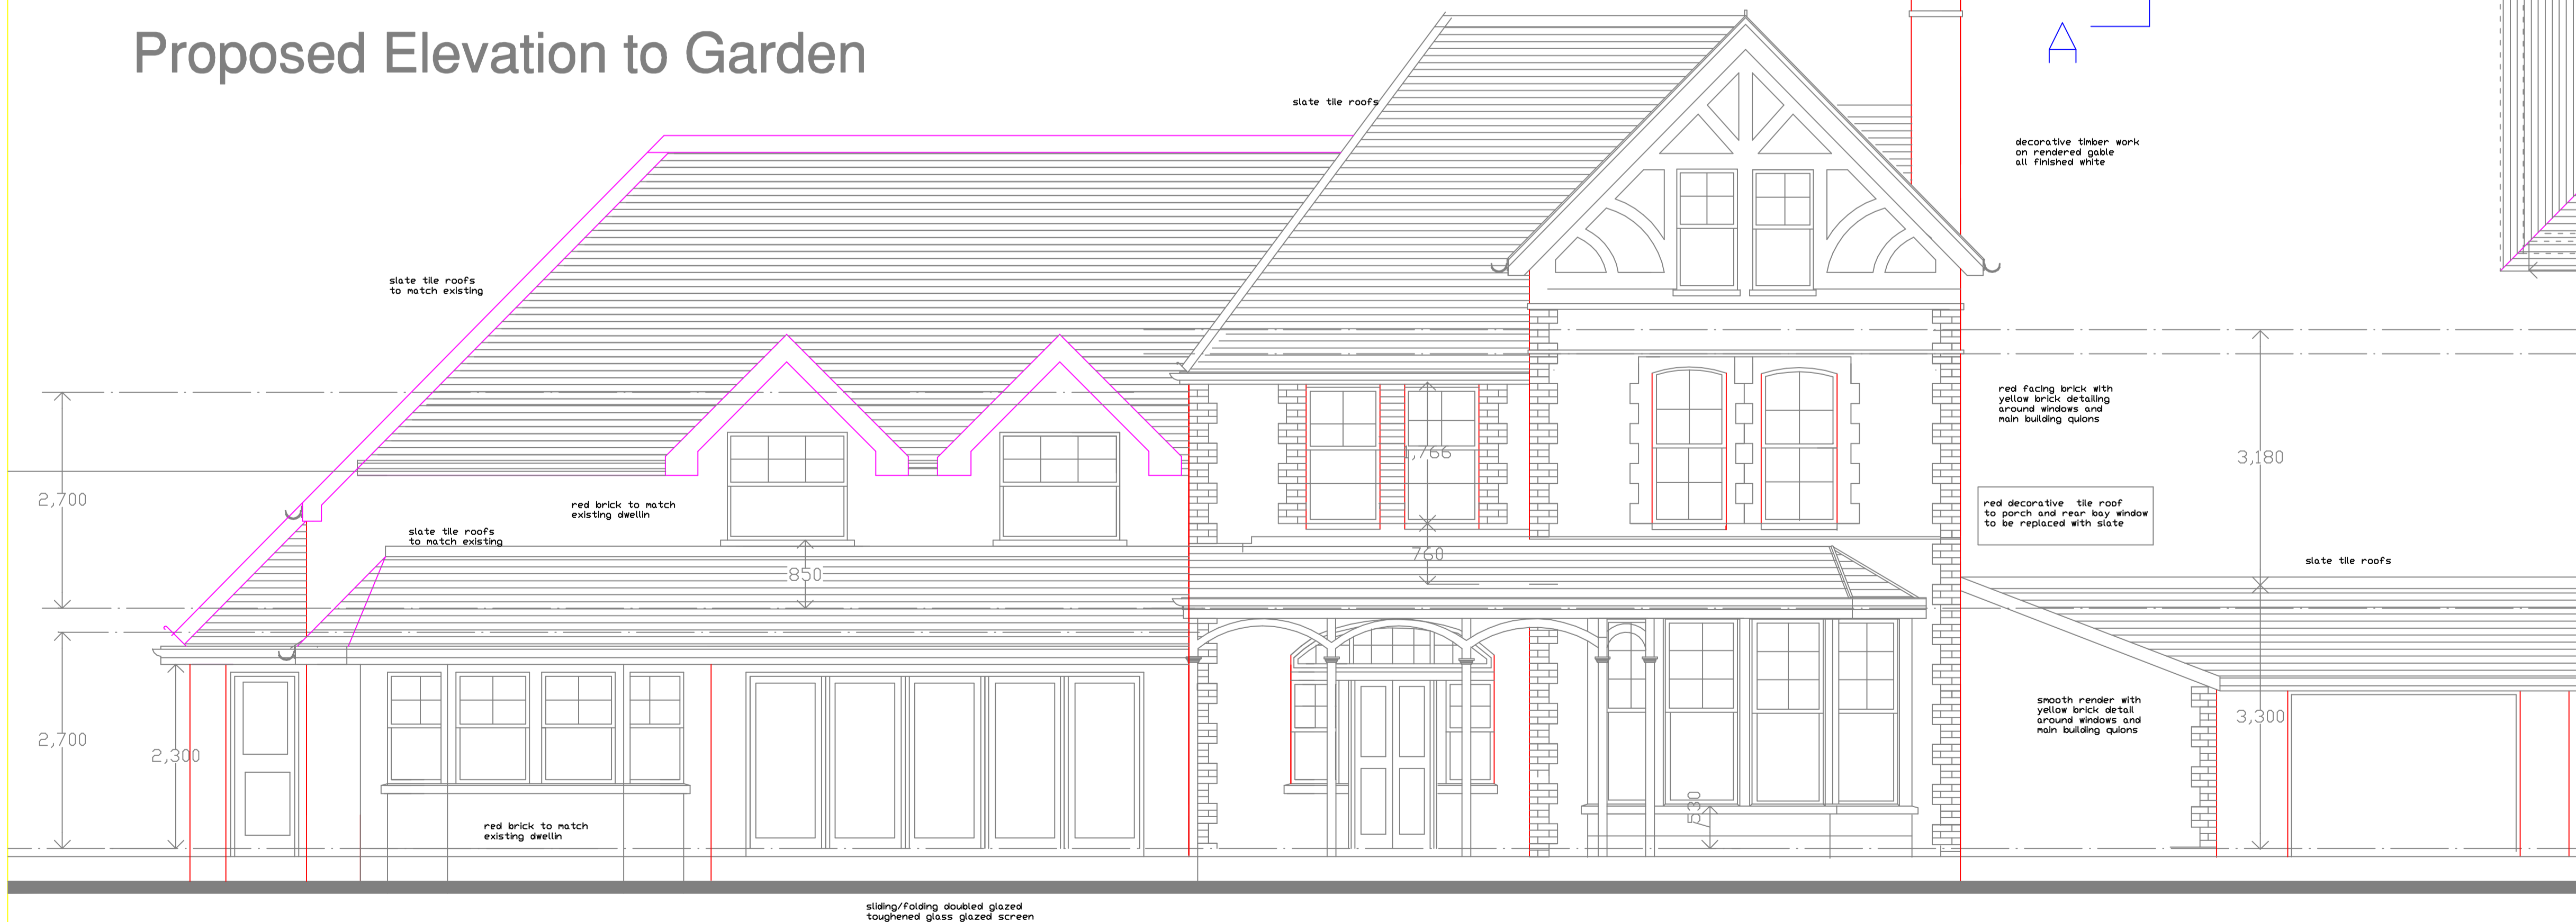 Proposed Elevation to Garden
slate tile roofs
decorative timber work
on rendered gable
all finished white
slate tile roofs
to match existing
red facing brick with
yellow brick detailing
around windows and
main building quions
1,766
3,180
2,700
red brick to match
existing dwellin
red decorative tile roof
to porch and rear bay window
to be replaced with slate
slate tile roofs
to match existing
760
850
slate tile roofs
smooth render with
yellow brick detail
around windows and
main building quions
3,300
2,700
2,300
530
red brick to match
existing dwellin
sliding/folding doubled glazed
toughened glass glazed screen